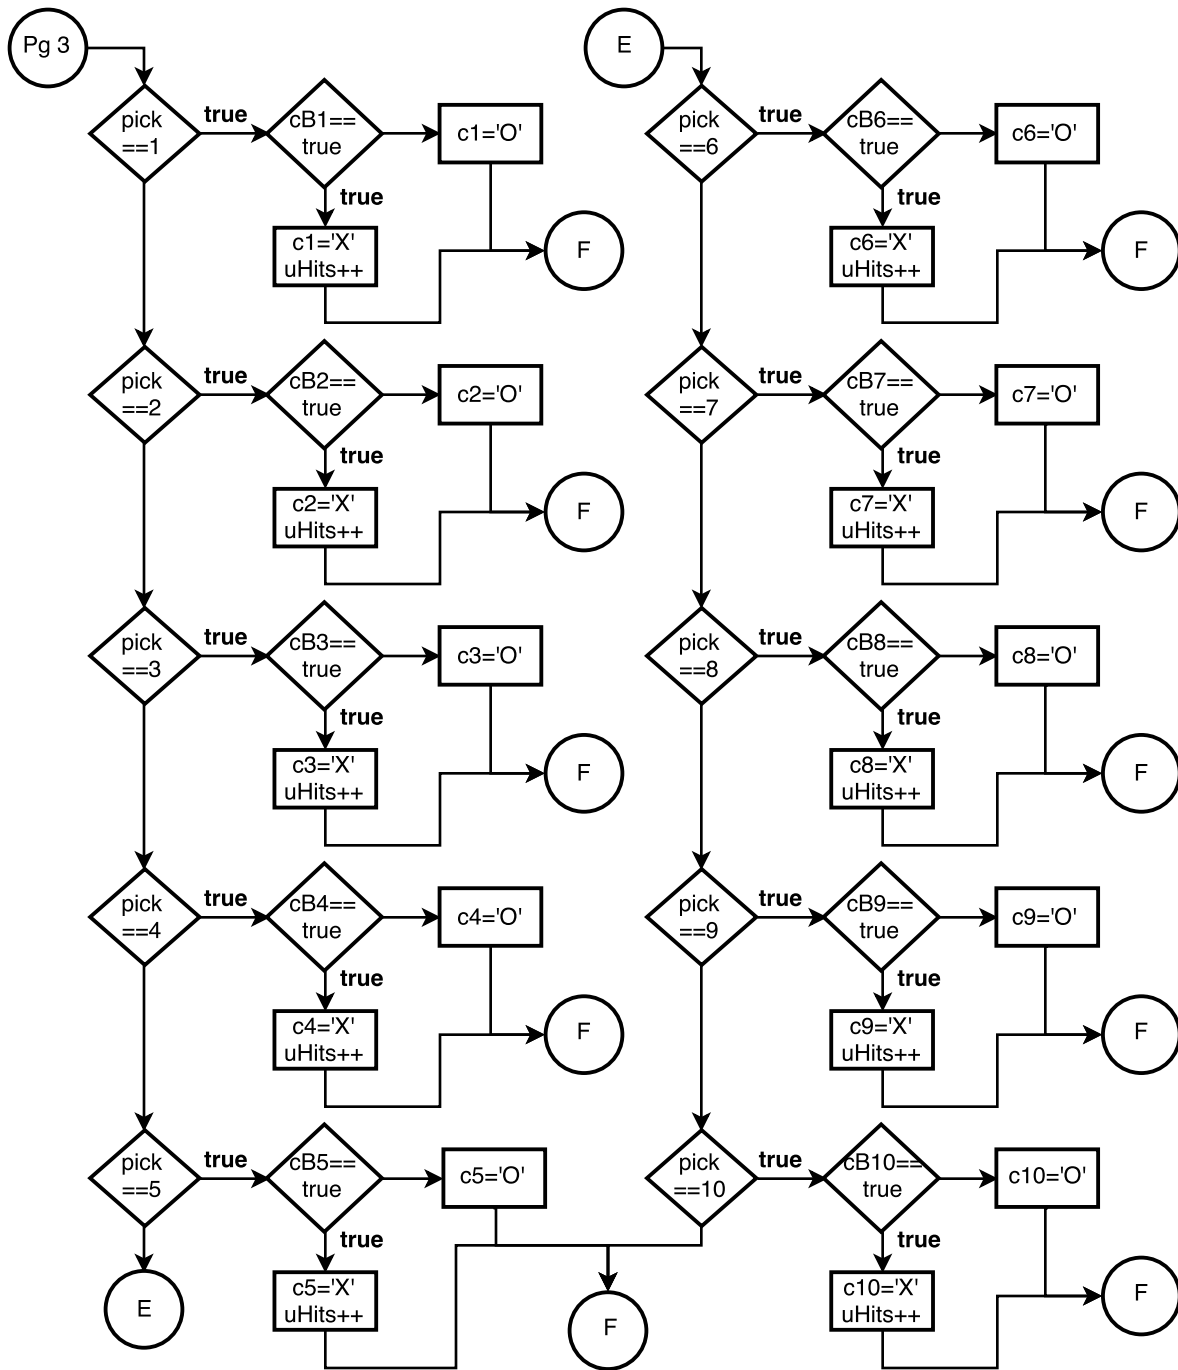 Pg 3
pick
==1
true
cB1==
true
c1='O'
true
c1='X'
uHits++
F
pick
==2
true
cB2==
true
c2='O'
true
c2='X'
uHits++
F
pick
==3
true
cB3==
true
c3='O'
true
c3='X'
uHits++
F
pick
==4
true
cB4==
true
c4='O'
true
c4='X'
uHits++
F
pick
==5
true
cB5==
true
c5='O'
true
c5='X'
uHits++
E
F
E
pick
==6
true
cB6==
true
c6='O'
true
c6='X'
uHits++
F
pick
==7
true
cB7==
true
c7='O'
true
c7='X'
uHits++
F
pick
==8
true
cB8==
true
c8='O'
true
c8='X'
uHits++
F
pick
==9
true
cB9==
true
c9='O'
true
c9='X'
uHits++
F
pick
==10
true
cB10==
true
c10='O'
true
c10='X'
uHits++
F